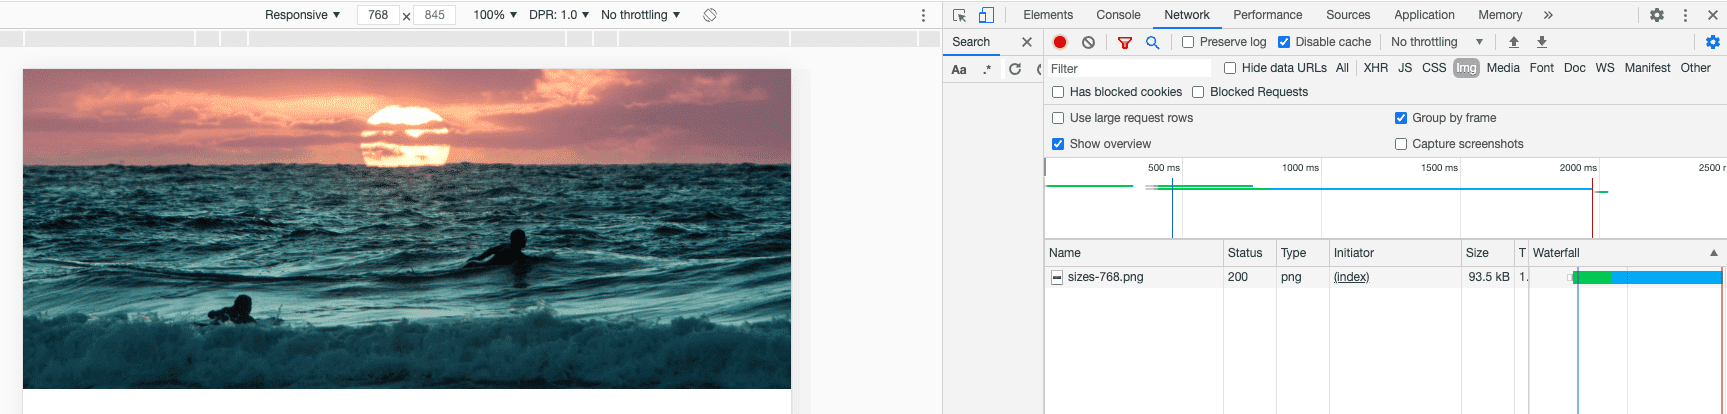 Responsive ▼ 768 × 845 100% ▼ DPR: 1.0 ▼ No throttling ▼
Elements Console Network Performance Sources Application Memory »
Search
Preserve log Disable cache No throttling ▼
Aa .*
Filter Hide data URLs All XHR JS CSS Img Media Font Doc WS Manifest Other
Has blocked cookies Blocked Requests
Use large request rows Group by frame
Show overview Capture screenshots
500 ms 1000 ms 1500 ms 2000 ms 2500 r
Name Status Type Initiator Size T Waterfall ▲
sizes-768.png 200 png (index) 93.5 kB 1.